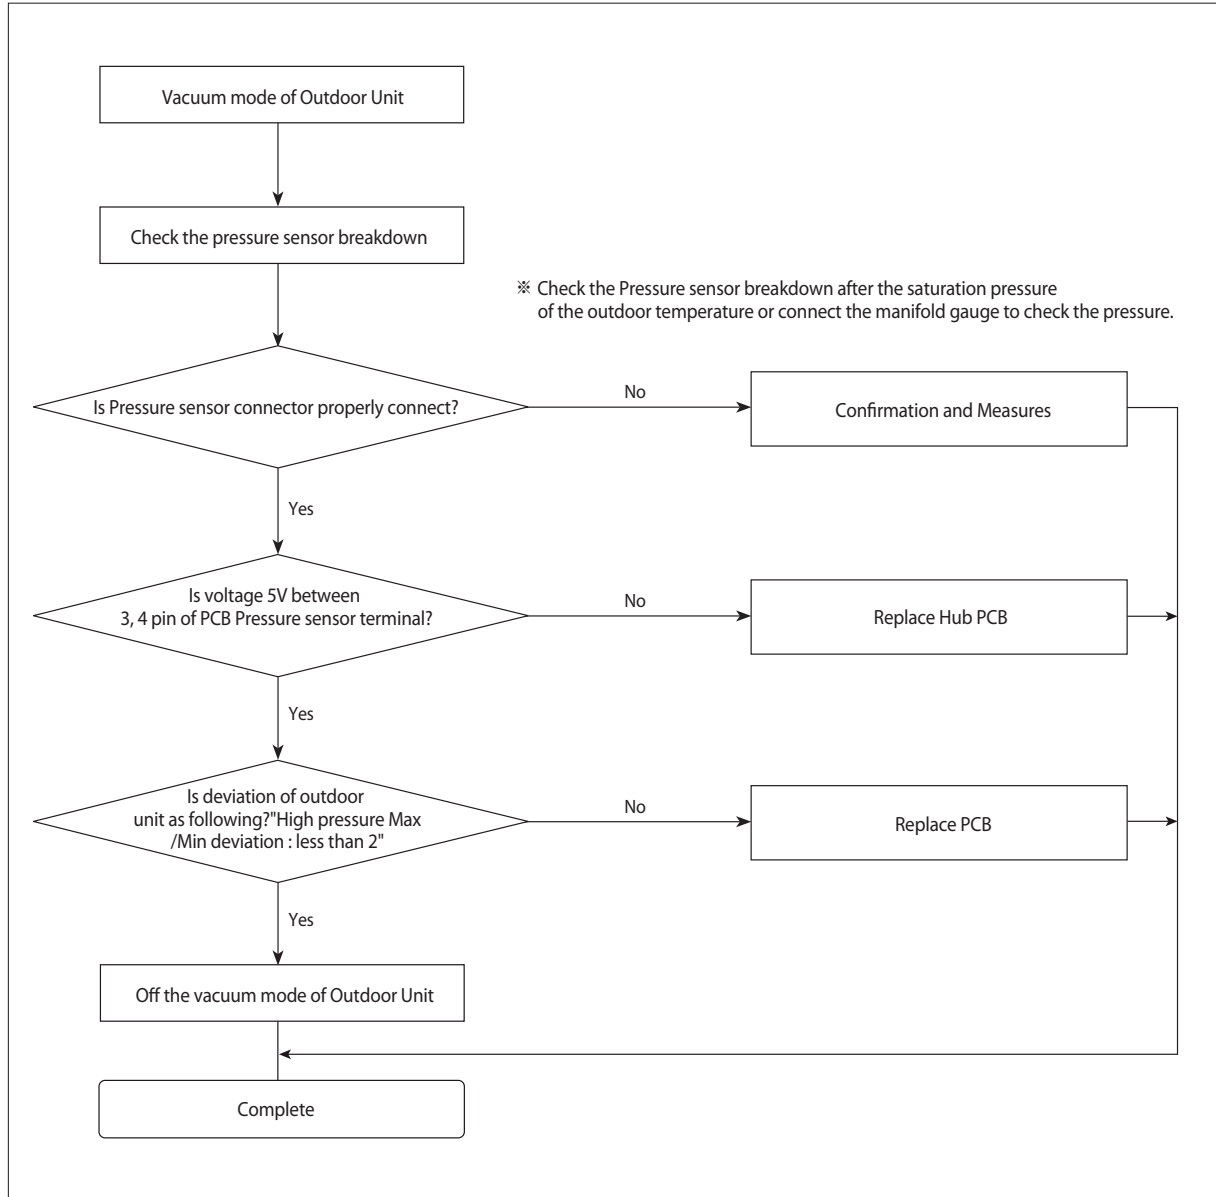 Vacuum mode of Outdoor Unit
Check the pressure sensor breakdown
※ Check the Pressure sensor breakdown after the saturation pressure
of the outdoor temperature or connect the manifold gauge to check the pressure.
Is Pressure sensor connector properly connect?
No
Confirmation and Measures
Yes
Is voltage 5V between
3, 4 pin of PCB Pressure sensor terminal?
No
Replace Hub PCB
Yes
Is deviation of outdoor
unit as following?"High pressure Max
/Min deviation : less than 2"
No
Replace PCB
Yes
Off the vacuum mode of Outdoor Unit
Complete